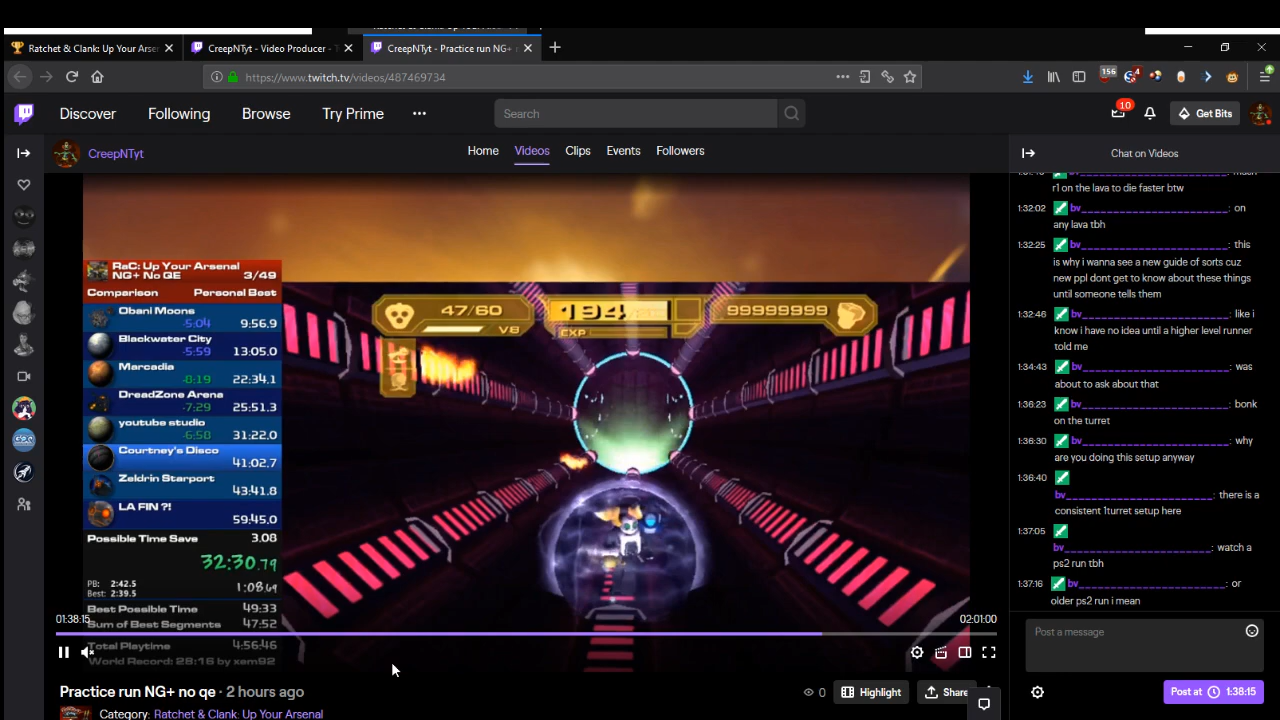 Ratchet & Clank: Up Your Arser
CreepNTyt - Video Producer - T
CreepNTyt - Practice run NG+ n
https://www.twitch.tv/videos/487469734
156
4
Discover
Following
Browse
Try Prime
Search
10
Get Bits
CreepNTyt
Home
Videos
Clips
Events
Followers
Chat on Videos
RaC: Up Your Arsenal
NG+ No QE 3/49
Comparison Personal Best
Obani Moons
-5:04 9:56.9
Blackwater City
-5:59 13:05.0
Marcadia
-8:19 22:34.1
DreadZone Arena
-7:29 25:51.3
youtube studio
-6:58 31:22.0
Courtney's Disco
41:02.7
Zeldrin Starport
43:41.8
LA FIN ?!
59:45.0
Possible Time Save 3.08
32:30.79
PB: 2:42.5
Best: 2:39.5
1:08.69
Best Possible Time 49:33
Sum of Best Segments 47:52
Total Playtime 4:56:46
World Record: 28:16 by xem92
47/60
V8
194
EXP
99999999
01:38:15
02:01:00
Practice run NG+ no qe · 2 hours ago
0
Highlight
Share
Category: Ratchet & Clank: Up Your Arsenal
r1 on the lava to die faster btw
1:32:02 bv__________________________: on
any lava tbh
1:32:25 bv__________________________: this
is why i wanna see a new guide of sorts cuz
new ppl dont get to know about these things
until someone tells them
1:32:46 bv__________________________: like i
know i have no idea until a higher level runner
told me
1:34:43 bv__________________________: was
about to ask about that
1:36:23 bv__________________________: bonk
on the turret
1:36:30 bv__________________________: why
are you doing this setup anyway
1:36:40
bv__________________________: there is a
consistent 1turret setup here
1:37:05
bv__________________________: watch a
ps2 run tbh
1:37:16 bv__________________________: or
older ps2 run i mean
Post a message
Post at 1:38:15